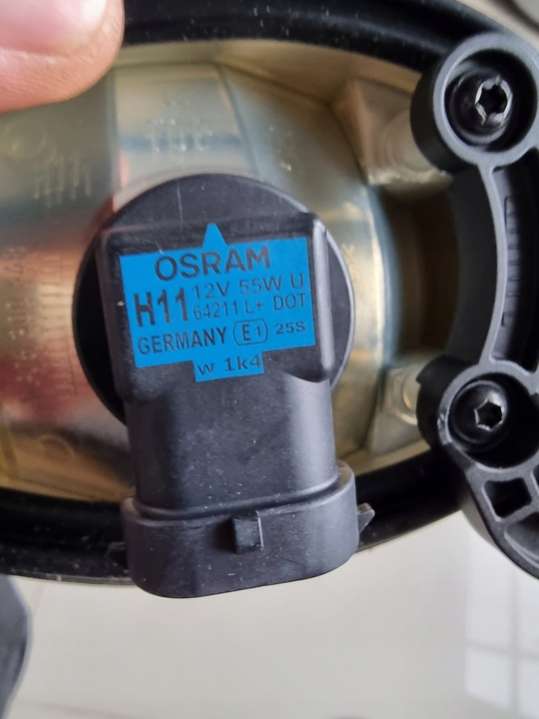 OSRAM
H11 12V 55W U
64211 L+ DOT
GERMANY E1 25S
w 1k4